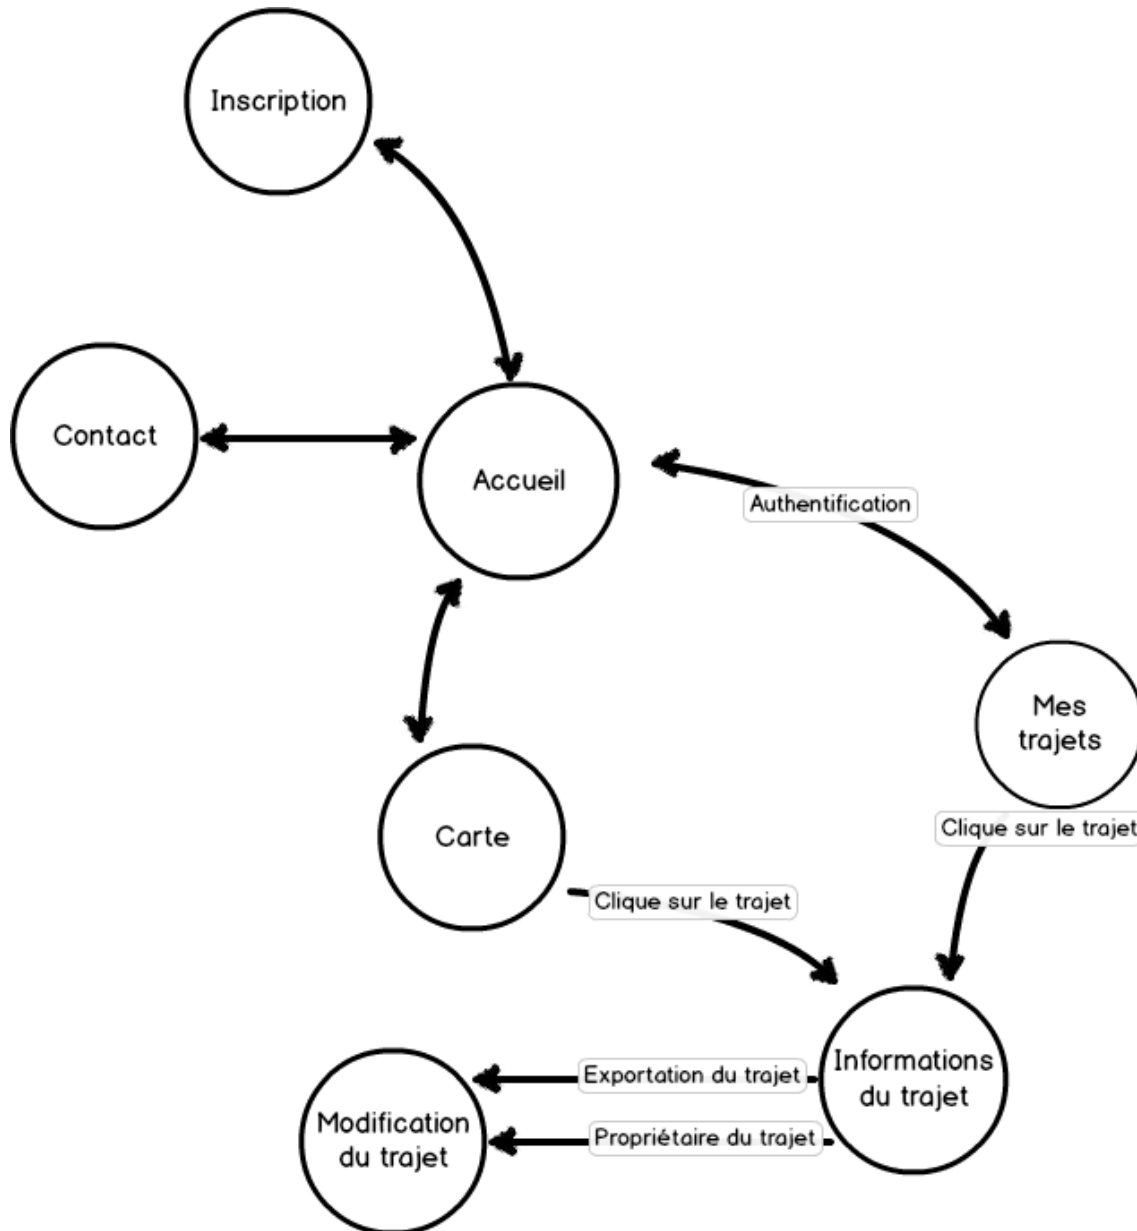 Inscription
Contact
Accueil
Authentification
Mes
trajets
Clique sur le trajet
Carte
Clique sur le trajet
Informations
du trajet
Exportation du trajet
Propriétaire du trajet
Modification
du trajet